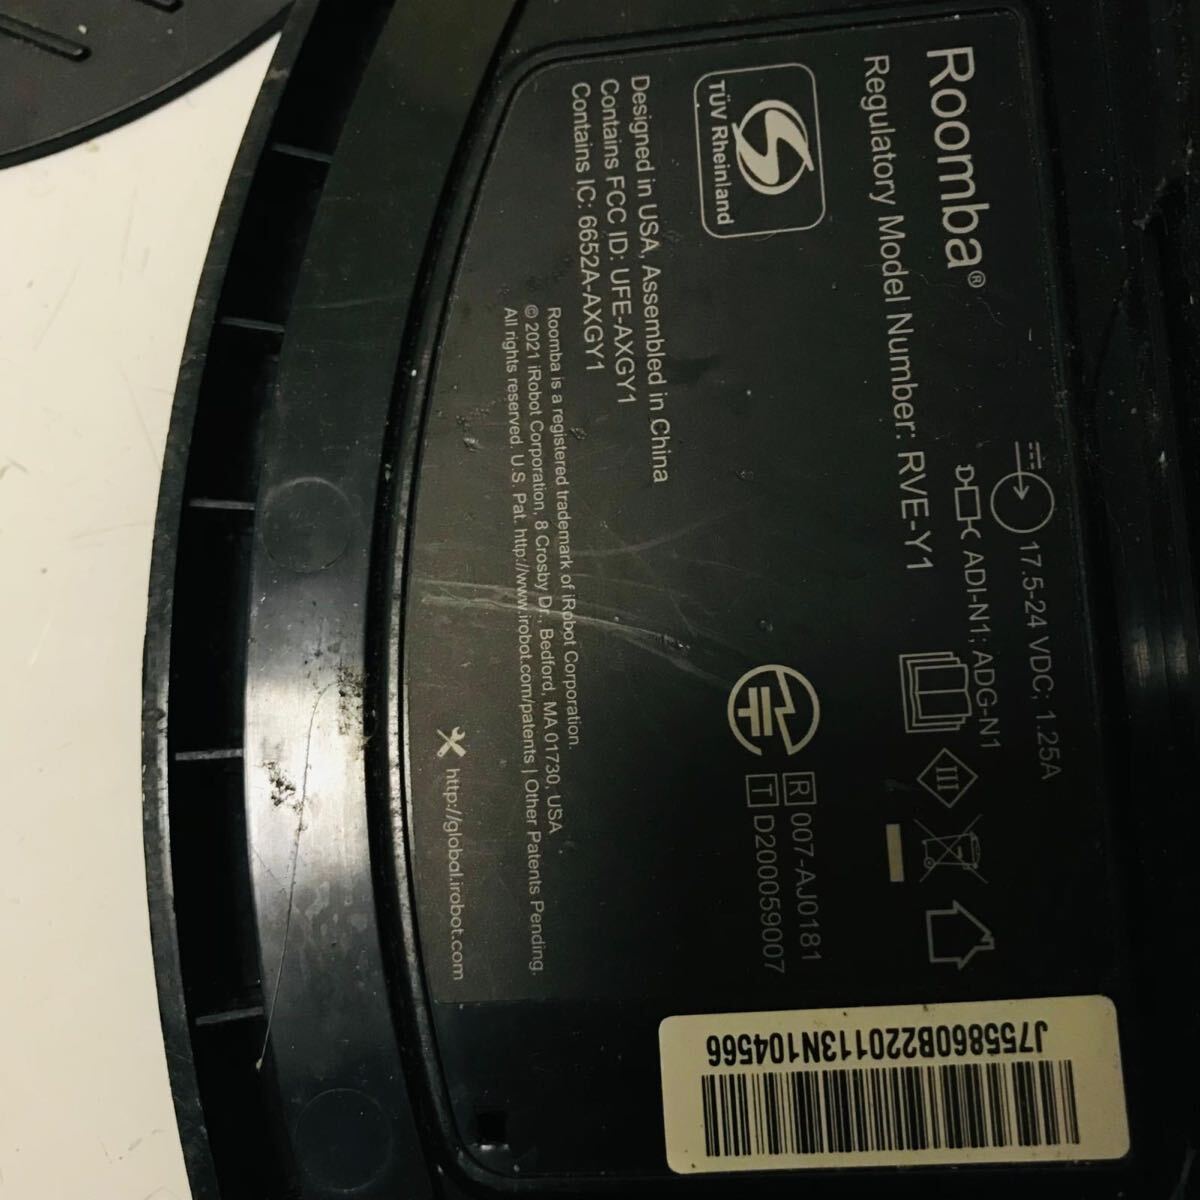 Roomba®
Regulatory Model Number: RVE-Y1
17.5-24 VDC; 1.25A
ADI-N1; ADG-N1
TÜV Rheinland
Designed in USA, Assembled in China
Contains FCC ID: UFE-AXGY1
Contains IC: 6652A-AXGY1
III
R 007-AJ0181
T D200059007
Roomba is a registered trademark of iRobot Corporation.
© 2021 iRobot Corporation, 8 Crosby Dr., Bedford, MA 01730, USA
All rights reserved. U.S. Pat. http://www.irobot.com/patents | Other Patents Pending.
http://global.irobot.com
J755860B220113N104566